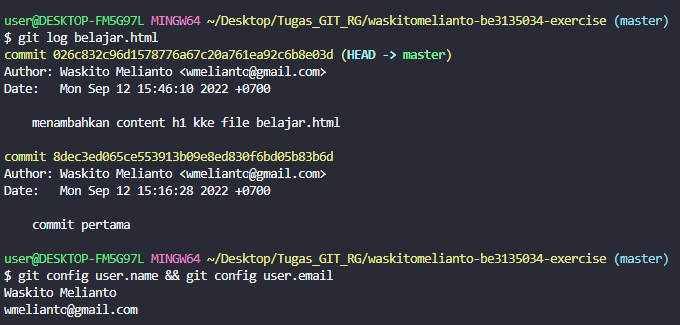 user@DESKTOP-FM5G97L MINGW64 ~/Desktop/Tugas_GIT_RG/waskitomelianto-be3135034-exercise (master)
$ git log belajar.html
commit 026c832c96d1578776a67c20a761ea92c6b8e03d (HEAD -> master)
Author: Waskito Melianto <wmelianto@gmail.com>
Date:   Mon Sep 12 15:46:10 2022 +0700
    menambahkan content h1 kke file belajar.html
commit 8dec3ed065ce553913b09e8ed830f6bd05b83b6d
Author: Waskito Melianto <wmelianto@gmail.com>
Date:   Mon Sep 12 15:16:28 2022 +0700
    commit pertama
user@DESKTOP-FM5G97L MINGW64 ~/Desktop/Tugas_GIT_RG/waskitomelianto-be3135034-exercise (master)
$ git config user.name && git config user.email
Waskito Melianto
wmelianto@gmail.com